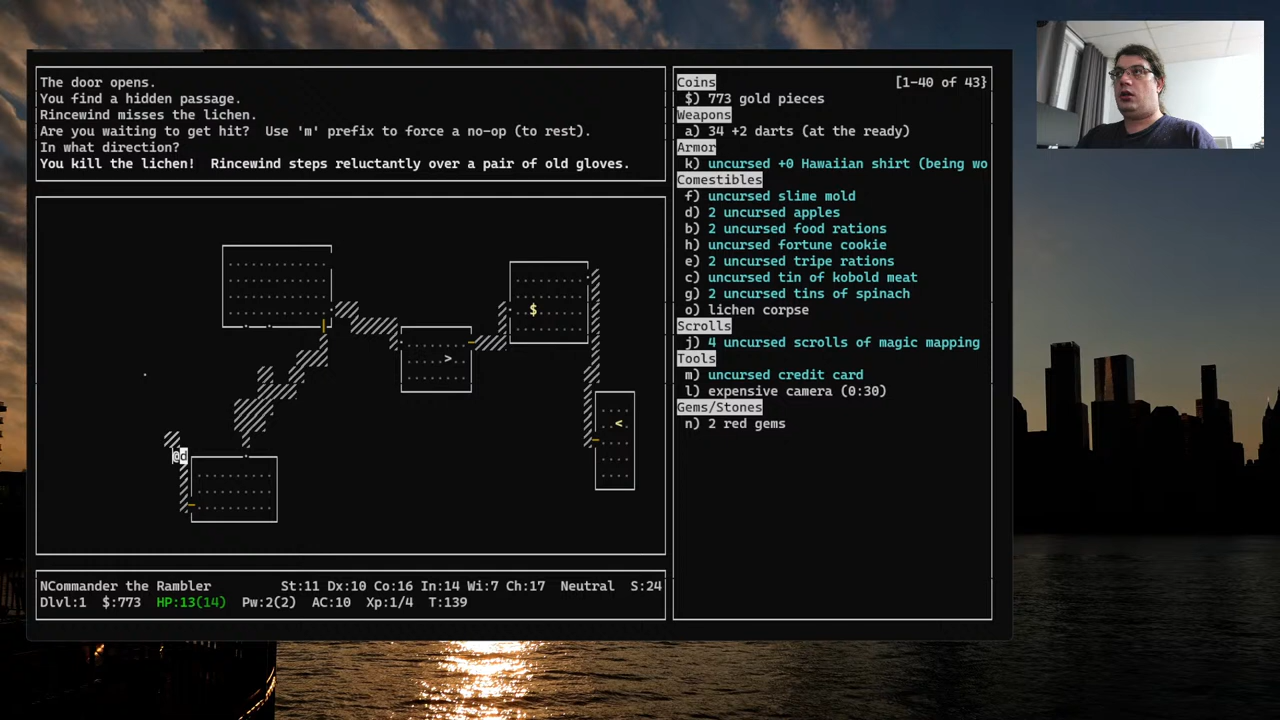 The door opens.
You find a hidden passage.
Rincewind misses the lichen.
Are you waiting to get hit?  Use 'm' prefix to force a no-op (to rest).
In what direction?
You kill the lichen!  Rincewind steps reluctantly over a pair of old gloves.
$
>
<
@d
NCommander the Rambler St:11 Dx:10 Co:16 In:14 Wi:7 Ch:17 Neutral S:24
Dlvl:1 $:773 HP:13(14) Pw:2(2) AC:10 Xp:1/4 T:139
Coins [1-40 of 43}
$) 773 gold pieces
Weapons
a) 34 +2 darts (at the ready)
Armor
k) uncursed +0 Hawaiian shirt (being wo
Comestibles
f) uncursed slime mold
d) 2 uncursed apples
b) 2 uncursed food rations
h) uncursed fortune cookie
e) 2 uncursed tripe rations
c) uncursed tin of kobold meat
g) 2 uncursed tins of spinach
o) lichen corpse
Scrolls
j) 4 uncursed scrolls of magic mapping
Tools
m) uncursed credit card
l) expensive camera (0:30)
Gems/Stones
n) 2 red gems